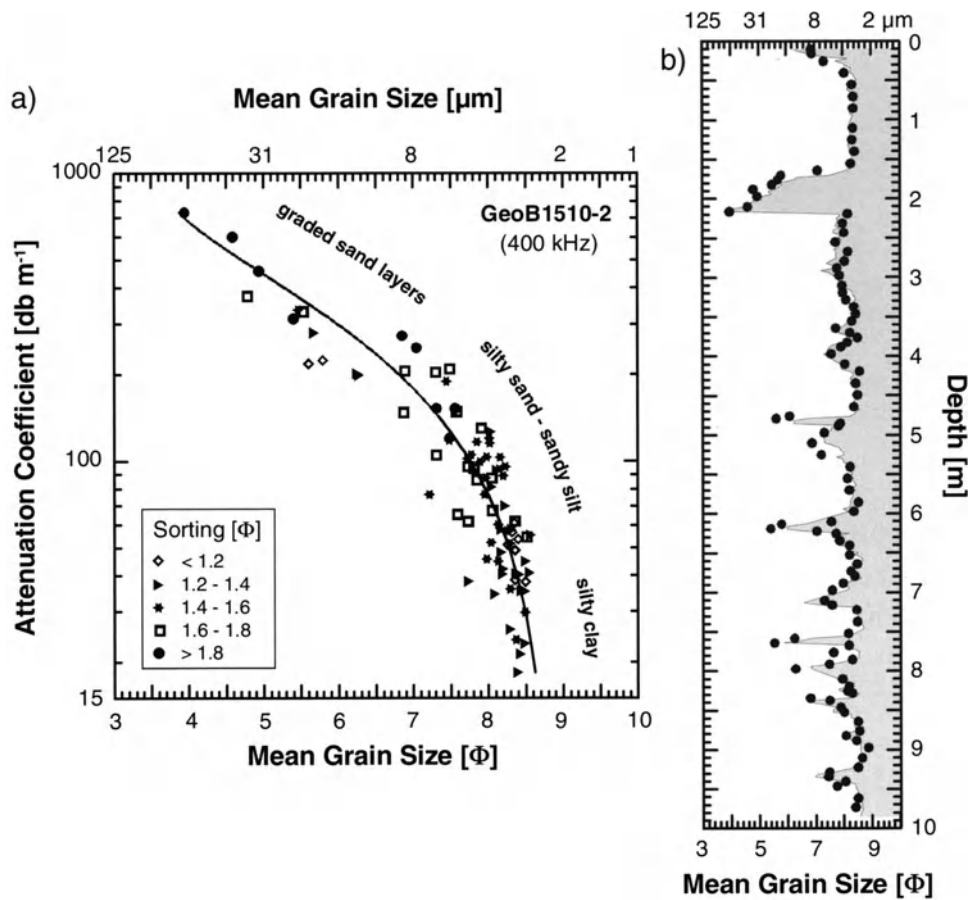 a)
Mean Grain Size [µm]
125 31 8 2 1
1000
100
15
Attenuation Coefficient [db m⁻¹]
GeoB1510-2
(400 kHz)
graded sand layers
silty sand - sandy silt
silty clay
Sorting [Φ]
< 1.2
1.2 - 1.4
1.4 - 1.6
1.6 - 1.8
> 1.8
3 4 5 6 7 8 9 10
Mean Grain Size [Φ]
b)
125 31 8 2 µm
0
1
2
3
4
5
6
7
8
9
10
Depth [m]
3 5 7 9
Mean Grain Size [Φ]